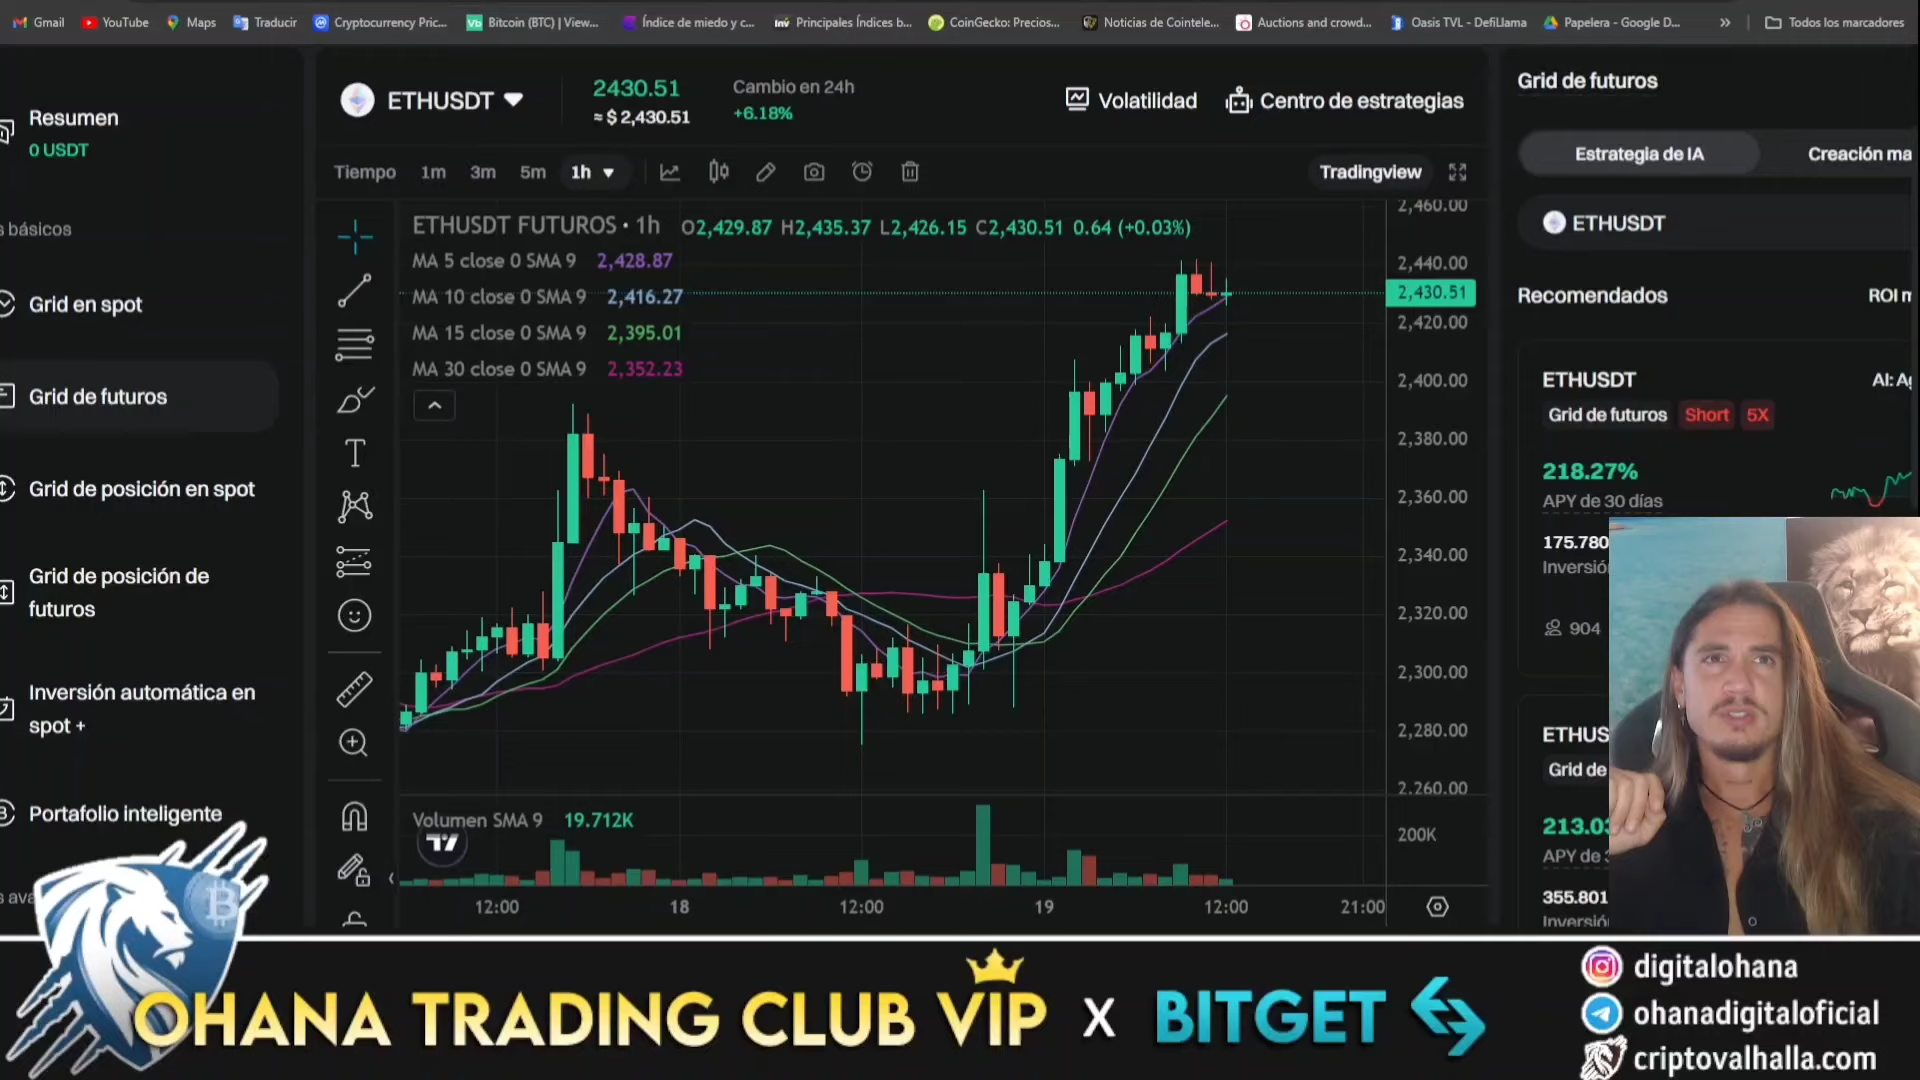 Gmail YouTube Maps Traducir Cryptocurrency Pric... Bitcoin (BTC) | View... Índice de miedo y c... Principales Índices b... CoinGecko: Precios... Noticias de Cointele... Auctions and crowd... Oasis TVL - DefiLlama Papelera - Google D... » Todos los marcadores
Resumen
0 USDT
s básicos
Grid en spot
Grid de futuros
Grid de posición en spot
Grid de posición de
futuros
Inversión automática en
spot +
Portafolio inteligente
ETHUSDT
2430.51
≈ $ 2,430.51
Cambio en 24h
+6.18%
Volatilidad
Centro de estrategias
Tiempo 1m 3m 5m 1h
Tradingview
ETHUSDT FUTUROS • 1h O2,429.87 H2,435.37 L2,426.15 C2,430.51 0.64 (+0.03%)
MA 5 close 0 SMA 9 2,428.87
MA 10 close 0 SMA 9 2,416.27
MA 15 close 0 SMA 9 2,395.01
MA 30 close 0 SMA 9 2,352.23
2,460.00
2,440.00
2,430.51
2,420.00
2,400.00
2,380.00
2,360.00
2,340.00
2,320.00
2,300.00
2,280.00
2,260.00
Volumen SMA 9 19.712K
200K
12:00 18 12:00 19 12:00 21:00
Grid de futuros
Estrategia de IA
Creación ma
ETHUSDT
Recomendados
ROI m
ETHUSDT
AI: Ag
Grid de futuros Short 5X
218.27%
APY de 30 días
175.780
Inversió
904
ETHUS
Grid de
213.03
APY de 3
355.801
Inversió
OHANA TRADING CLUB VIP X BITGET
digitalohana
ohanadigitaloficial
criptovalhalla.com